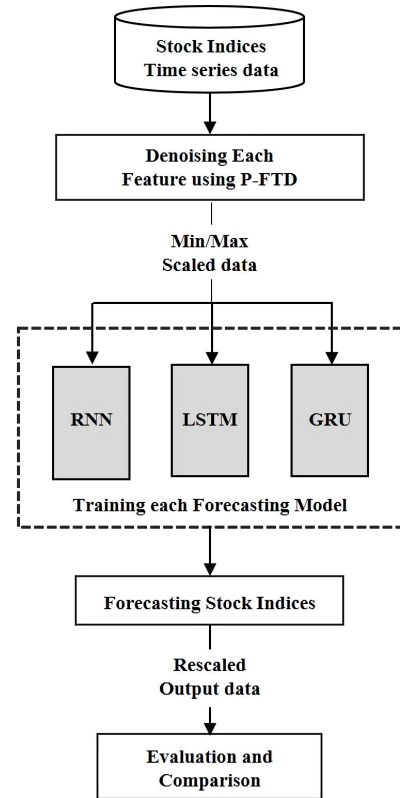 Stock Indices
Time series data
Denoising Each
Feature using P-FTD
Min/Max
Scaled data
RNN
LSTM
GRU
Training each Forecasting Model
Forecasting Stock Indices
Rescaled
Output data
Evaluation and
Comparison